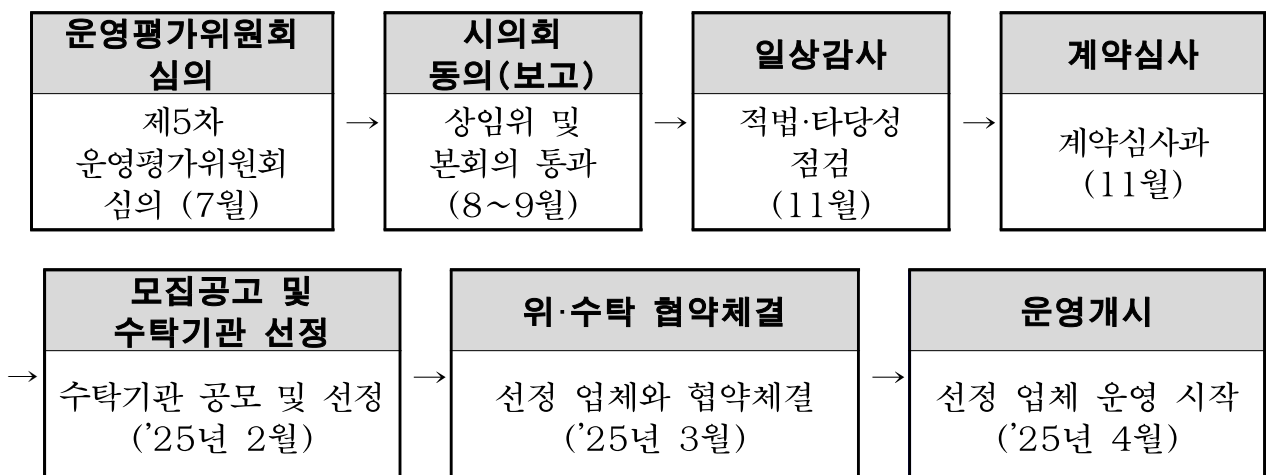 운영평가위원회
심의
제5차
운영평가위원회
심의 (7월)
→
시의회
동의(보고)
상임위 및
본회의 통과
(8~9월)
→
일상감사
적법·타당성
점검
(11월)
→
계약심사
계약심사과
(11월)
→
모집공고 및
수탁기관 선정
수탁기관 공모 및 선정
('25년 2월)
→
위·수탁 협약체결
선정 업체와 협약체결
('25년 3월)
→
운영개시
선정 업체 운영 시작
('25년 4월)